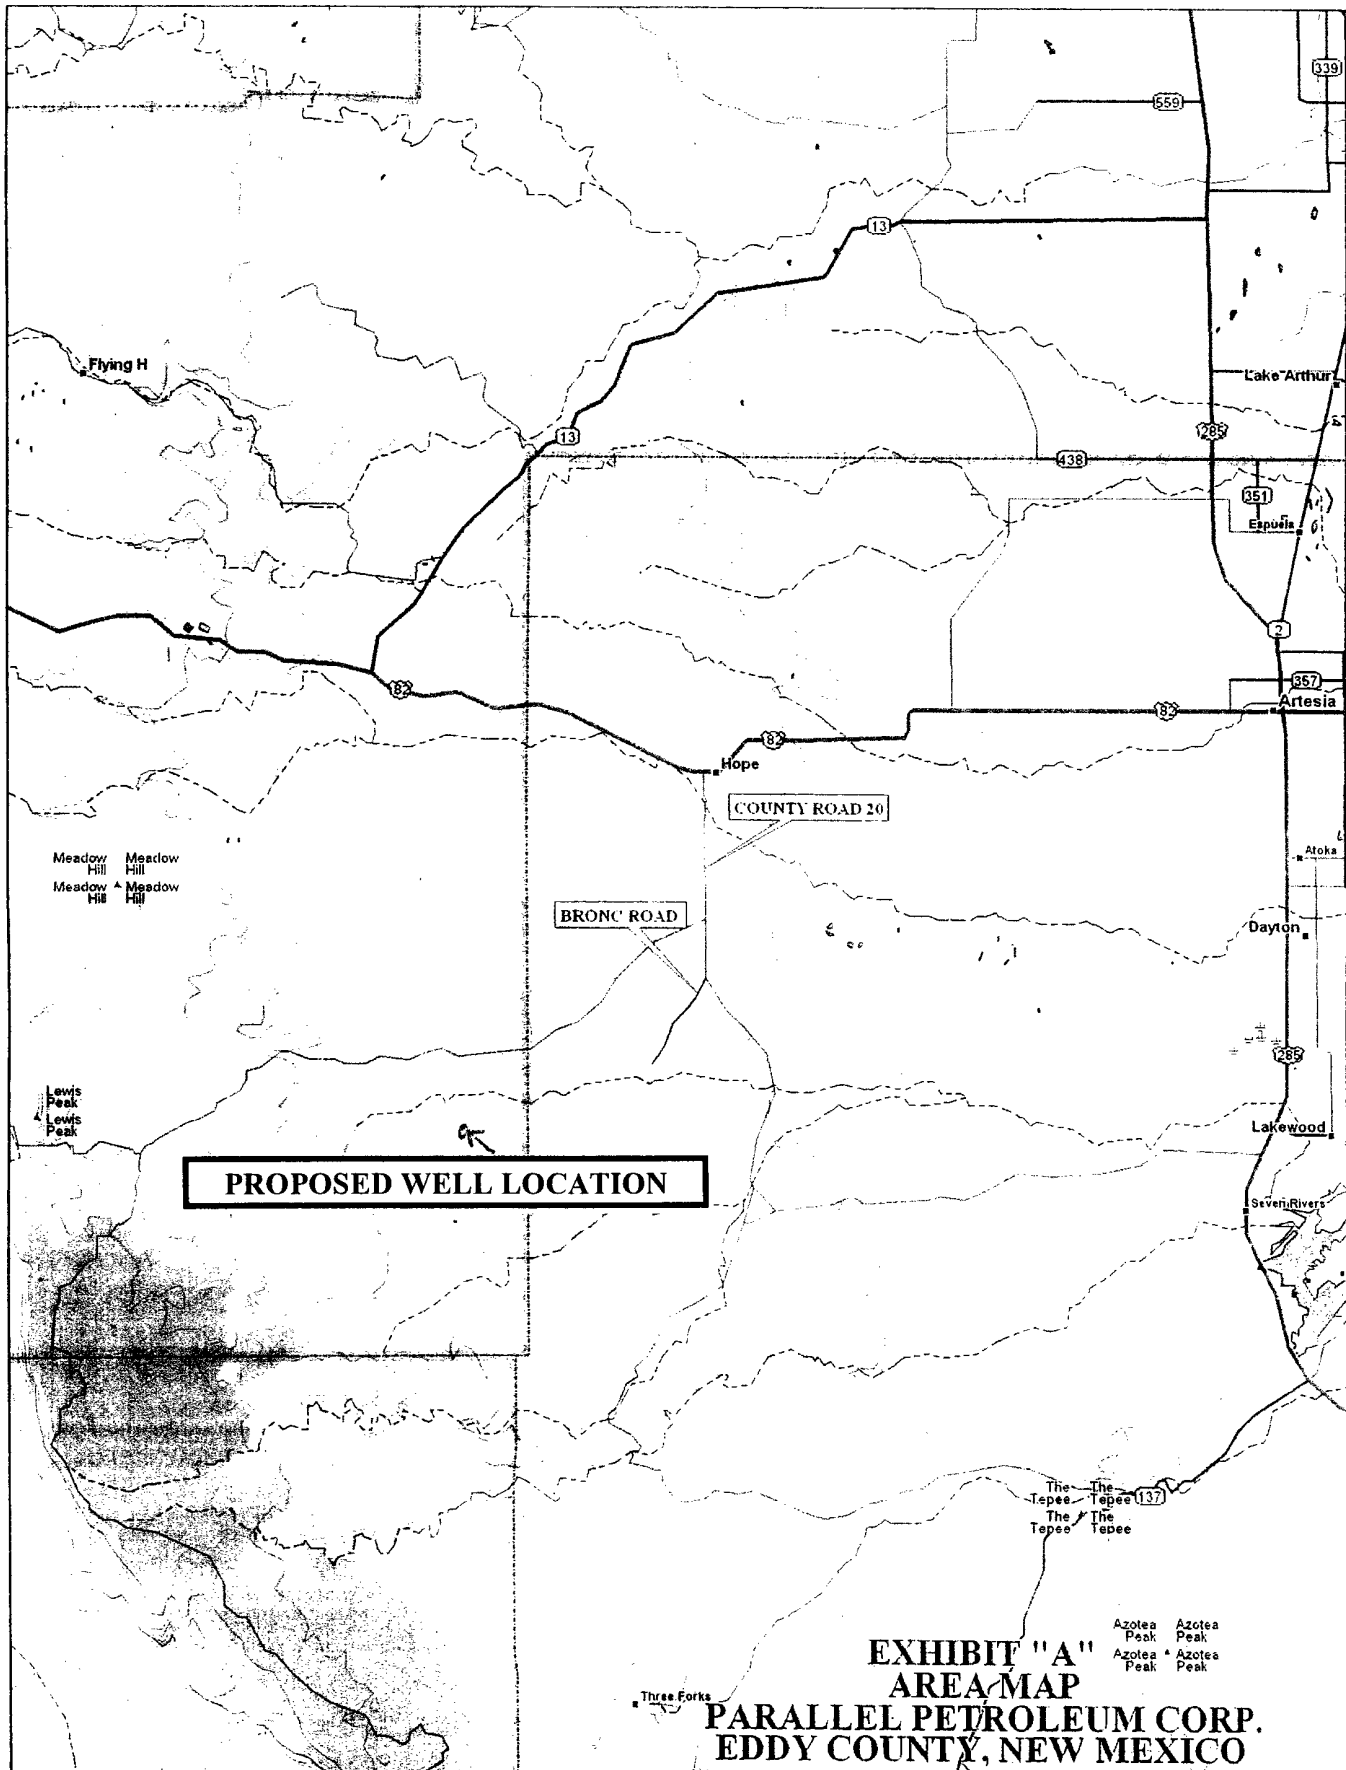 339
559
13
Flying H
Lake Arthur
285
13
438
351
Espuela
2
82
357
Artesia
82
82
Hope
COUNTY ROAD 20
Meadow Hill
Meadow Hill
Meadow Hill
Meadow Hill
Atoka
BRONC ROAD
Dayton
285
Lewis Peak
Lewis Peak
Lakewood
PROPOSED WELL LOCATION
Seven Rivers
The Tepee
The Tepee
137
The Tepee
The Tepee
Azotea Peak
Azotea Peak
Azotea Peak
Azotea Peak
Three Forks
EXHIBIT "A"
AREA MAP
PARALLEL PETROLEUM CORP.
EDDY COUNTY, NEW MEXICO